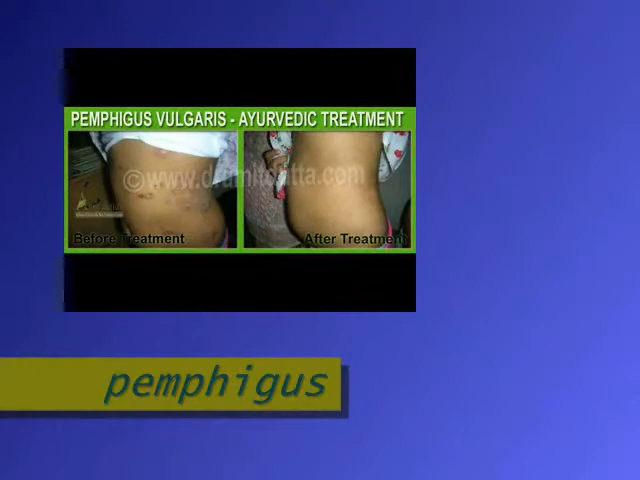 PEMPHIGUS VULGARIS - AYURVEDIC TREATMENT
Before Treatment
After Treatment
pemphigus